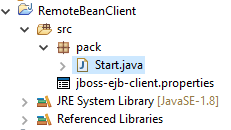 RemoteBeanClient
src
pack
Start.java
jboss-ejb-client.properties
JRE System Library [JavaSE-1.8]
Referenced Libraries